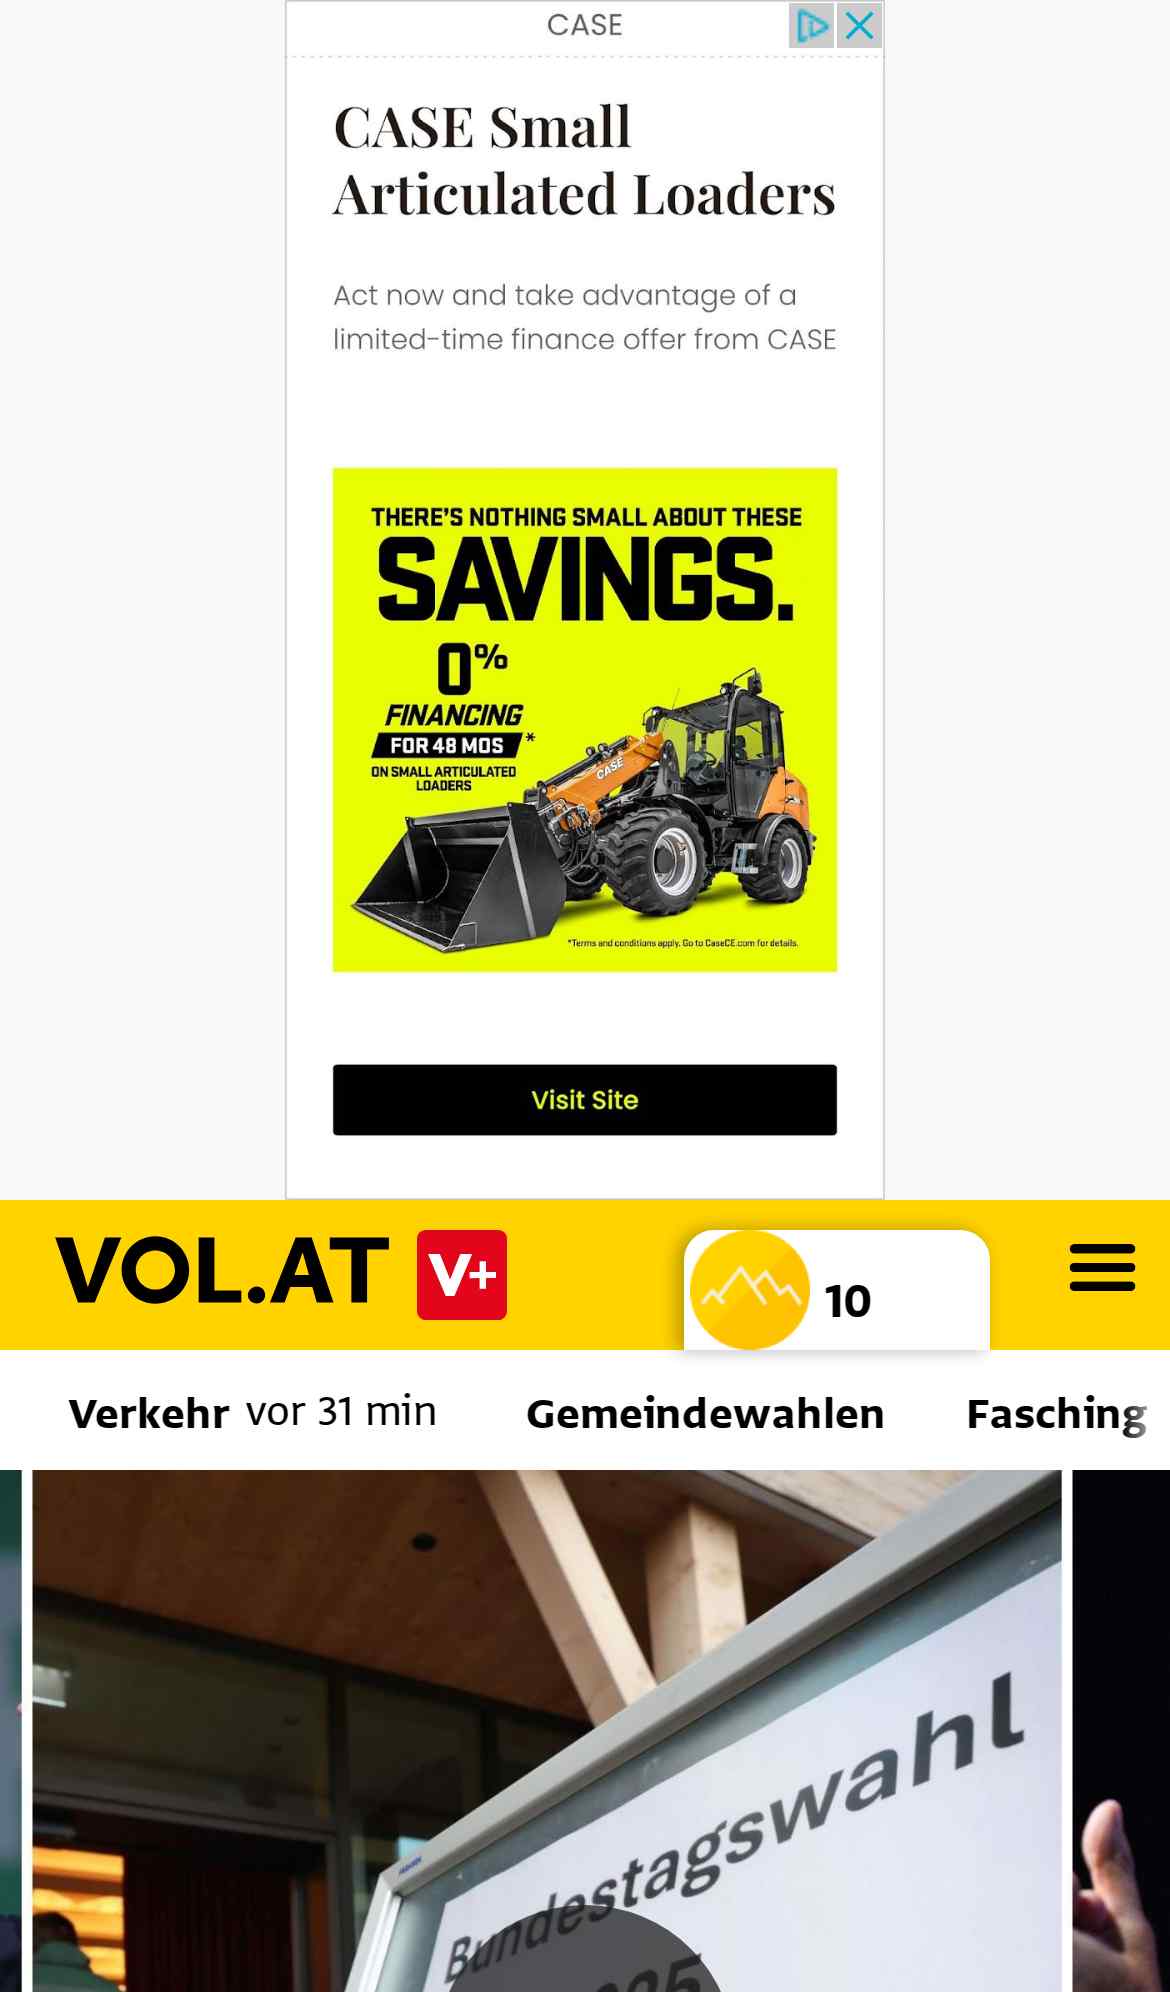 CASE
CASE Small
Articulated Loaders
Act now and take advantage of a
limited-time finance offer from CASE
THERE'S NOTHING SMALL ABOUT THESE
SAVINGS.
0%
FINANCING
FOR 48 MOS*
ON SMALL ARTICULATED
LOADERS
CASE
*Terms and conditions apply. Go to CaseCE.com for details.
Visit Site
VOL.AT V+
10
Verkehr vor 31 min Gemeindewahlen Fasching
Bundestagswahl